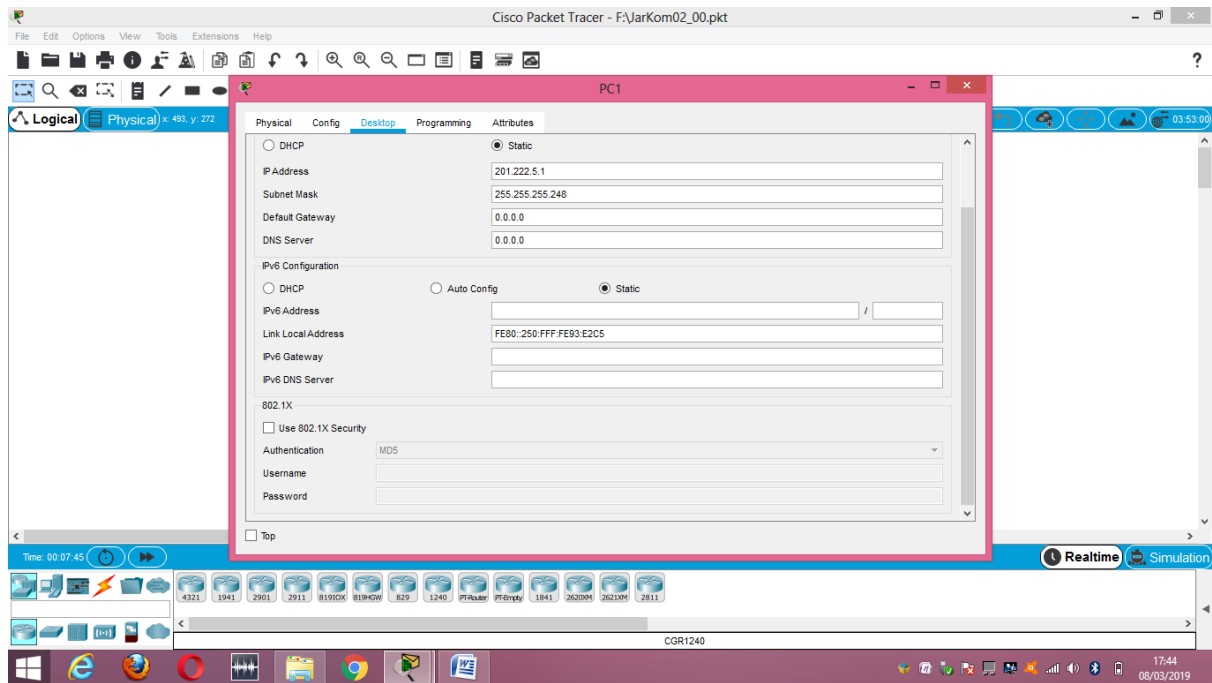 Cisco Packet Tracer - F:\JarKom02_00.pkt
File Edit Options View Tools Extensions Help
?
PC1
Logical Physical x: 493, y: 272 03:53:00
Physical Config Desktop Programming Attributes
DHCP Static
IP Address 201.222.5.1
Subnet Mask 255.255.255.248
Default Gateway 0.0.0.0
DNS Server 0.0.0.0
IPv6 Configuration
DHCP Auto Config Static
IPv6 Address /
Link Local Address FE80::250:FFF:FE93:E2C5
IPv6 Gateway
IPv6 DNS Server
802.1X
Use 802.1X Security
Authentication MD5
Username
Password
Top
Time: 00:07:45 Realtime Simulation
4321 1941 2901 2911 819IOX 819HGW 829 1240 PT-Router PT-Empty 1841 2620XM 2621XM 2811
CGR1240
17:44
08/03/2019